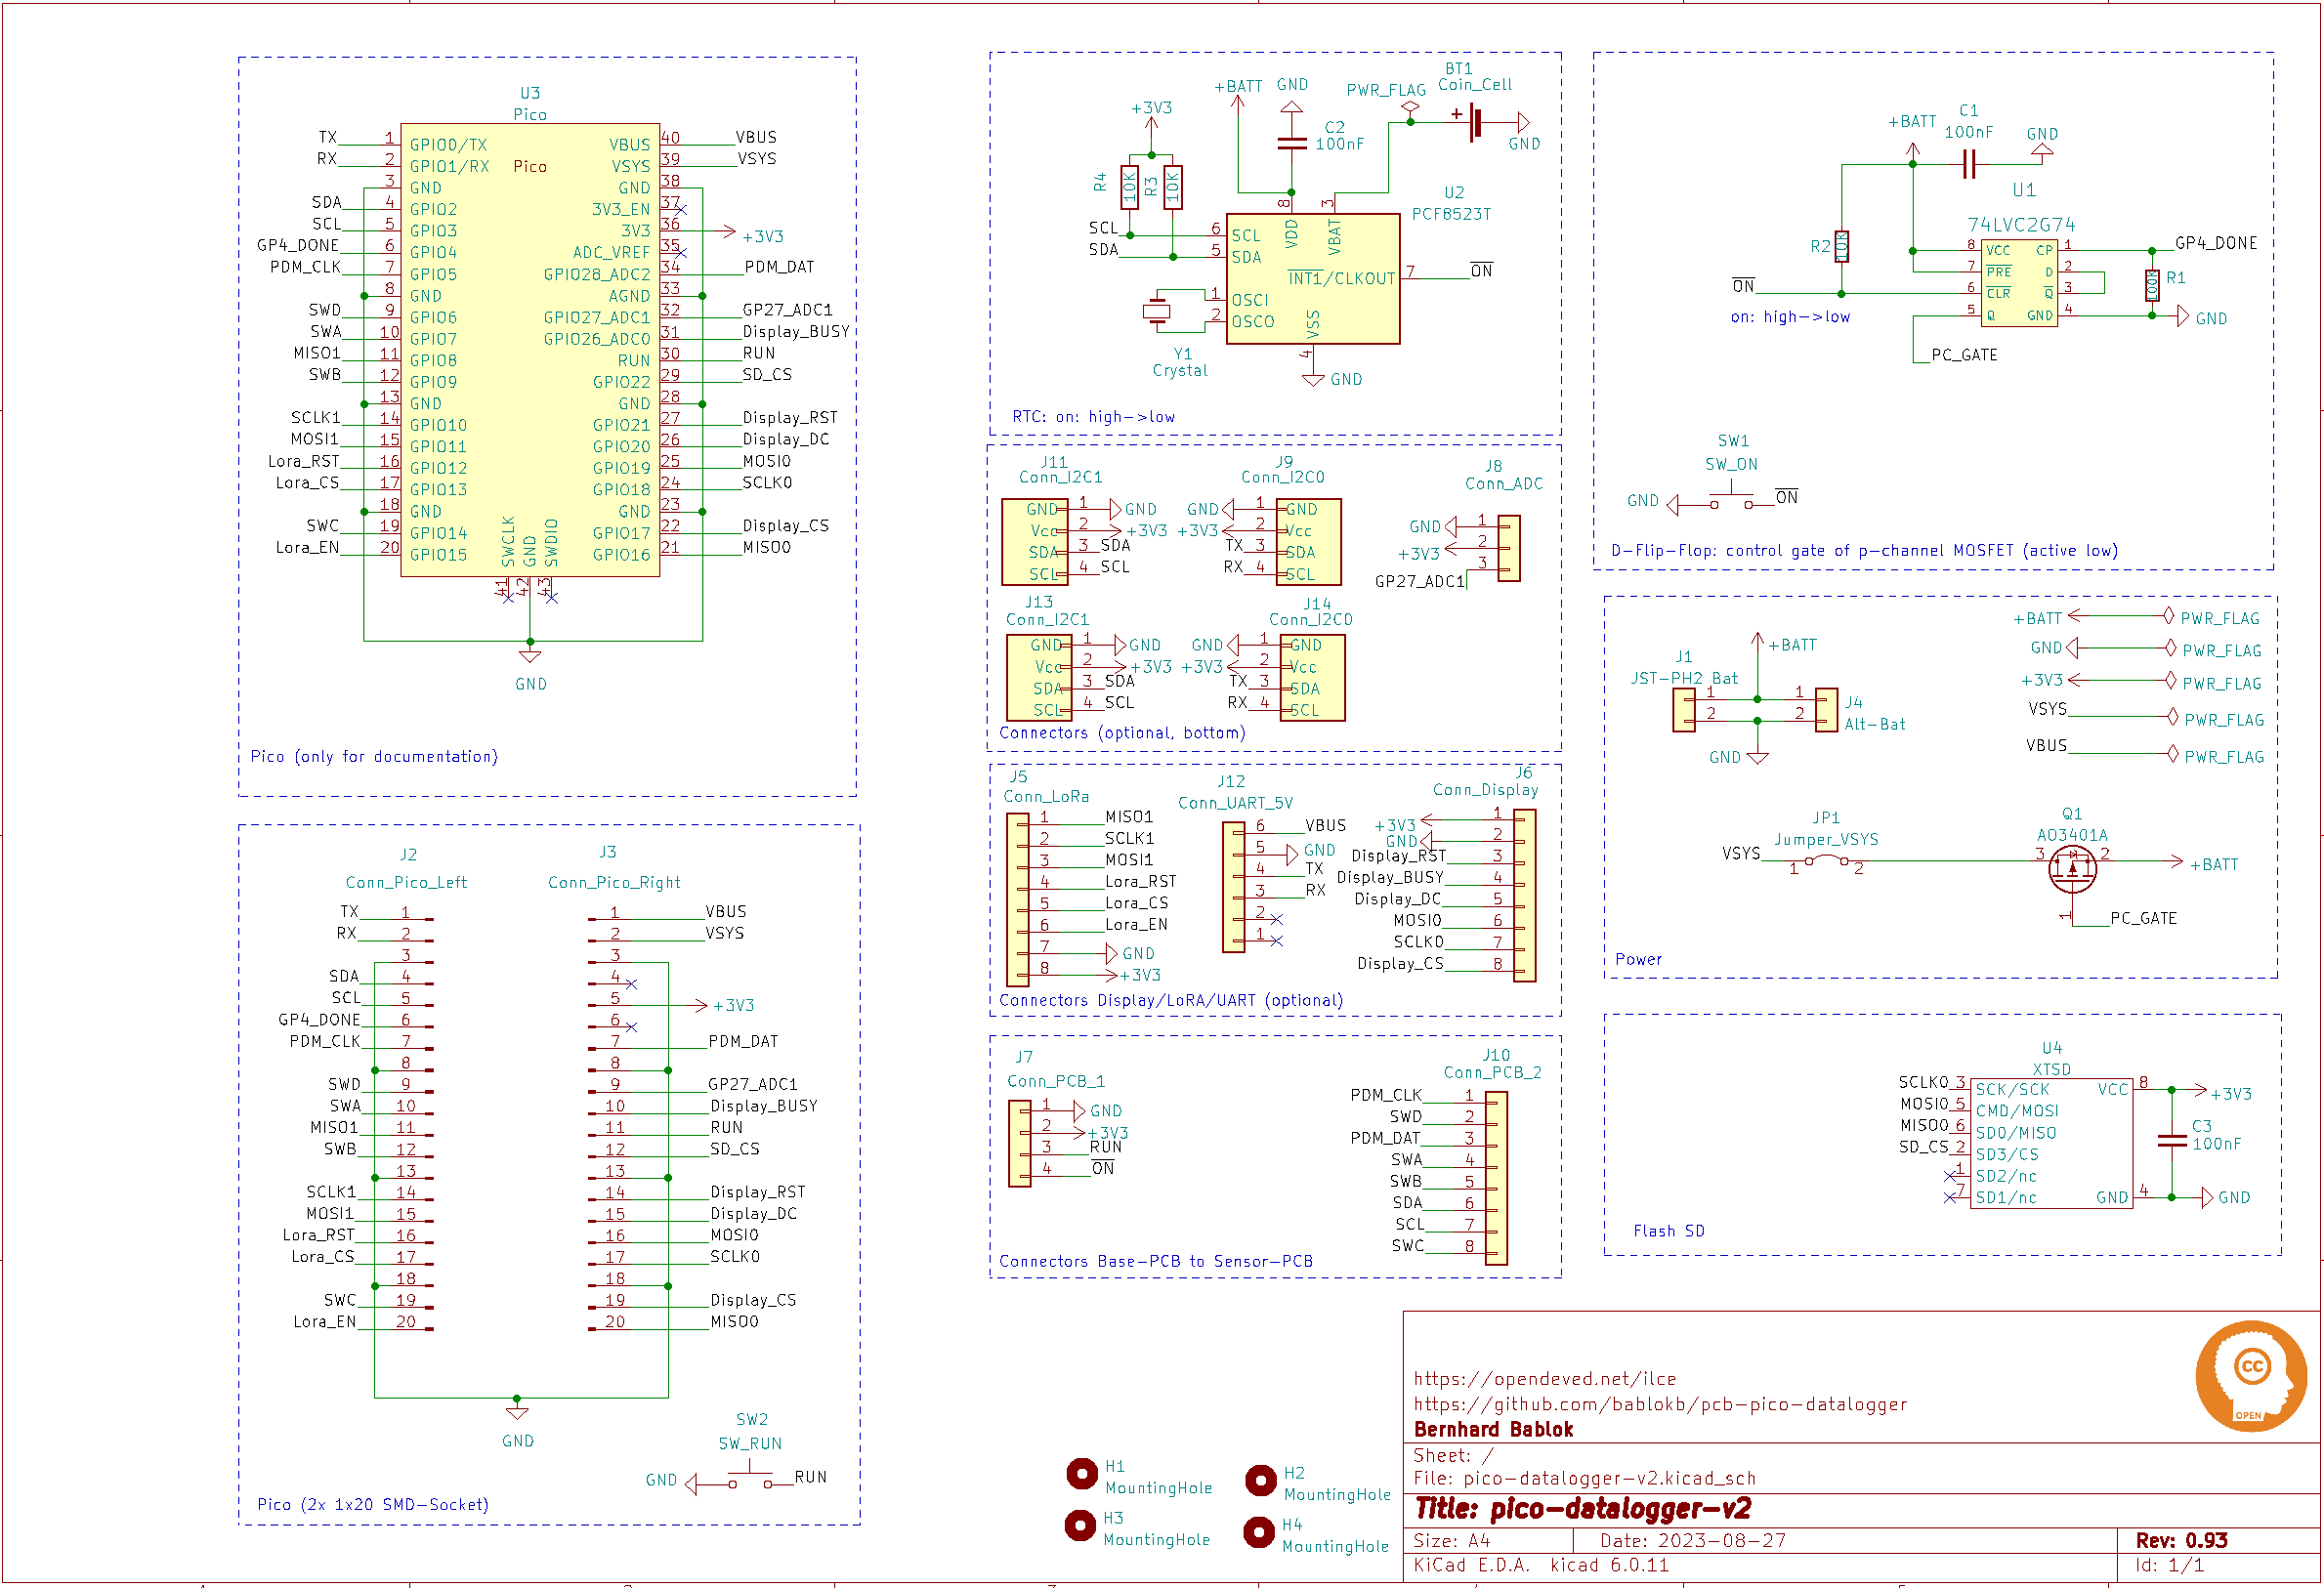 U3
Pico
Pico
TX 1 GPIO0/TX
RX 2 GPIO1/RX
3 GND
SDA 4 GPIO2
SCL 5 GPIO3
GP4_DONE 6 GPIO4
PDM_CLK 7 GPIO5
8 GND
SWD 9 GPIO6
SWA 10 GPIO7
MISO1 11 GPIO8
SWB 12 GPIO9
13 GND
SCLK1 14 GPIO10
MOSI1 15 GPIO11
Lora_RST 16 GPIO12
Lora_CS 17 GPIO13
18 GND
SWC 19 GPIO14
Lora_EN 20 GPIO15
VBUS 40 VBUS
VSYS 39 VSYS
GND 38
3V3_EN 37
3V3 36 +3V3
ADC_VREF 35
GPIO28_ADC2 34 PDM_DAT
AGND 33
GPIO27_ADC1 32 GP27_ADC1
GPIO26_ADC0 31 Display_BUSY
RUN 30 RUN
GPIO22 29 SD_CS
GND 28
GPIO21 27 Display_RST
GPIO20 26 Display_DC
GPIO19 25 MOSI0
GPIO18 24 SCLK0
GND 23
GPIO17 22 Display_CS
GPIO16 21 MISO0
SWCLK GND SWDIO
41 42 43
GND
Pico (only for documentation)
J2
Conn_Pico_Left
TX 1
RX 2
3
SDA 4
SCL 5
GP4_DONE 6
PDM_CLK 7
8
SWD 9
SWA 10
MISO1 11
SWB 12
13
SCLK1 14
MOSI1 15
Lora_RST 16
Lora_CS 17
18
SWC 19
Lora_EN 20
J3
Conn_Pico_Right
1 VBUS
2 VSYS
3
4
5 +3V3
6
7 PDM_DAT
8
9 GP27_ADC1
10 Display_BUSY
11 RUN
12 SD_CS
13
14 Display_RST
15 Display_DC
16 MOSI0
17 SCLK0
18
19 Display_CS
20 MISO0
GND
SW2
SW_RUN
GND RUN
Pico (2x 1x20 SMD-Socket)
+3V3
R4 10K
R3 10K
+BATT
GND
C2
100nF
PWR_FLAG
BT1
Coin_Cell
GND
U2
PCF8523T
8 VDD
3 VBAT
SCL 6 SCL
SDA 5 SDA
INT1/CLKOUT 7 ON
1 OSCI
2 OSCO
VSS 4
GND
Y1
Crystal
RTC: on: high->low
J11
Conn_I2C1
GND 1 GND
Vcc 2 +3V3
SDA 3 SDA
SCL 4 SCL
J9
Conn_I2C0
GND 1 GND
+3V3 2 Vcc
TX 3 SDA
RX 4 SCL
J8
Conn_ADC
GND 1
+3V3 2
GP27_ADC1 3
J13
Conn_I2C1
GND 1 GND
Vcc 2 +3V3
SDA 3 SDA
SCL 4 SCL
J14
Conn_I2C0
GND 1 GND
+3V3 2 Vcc
TX 3 SDA
RX 4 SCL
Connectors (optional, bottom)
J5
Conn_LoRa
1 MISO1
2 SCLK1
3 MOSI1
4 Lora_RST
5 Lora_CS
6 Lora_EN
7 GND
8 +3V3
J12
Conn_UART_5V
6 VBUS
5 GND
4 TX
3 RX
2
1
J6
Conn_Display
+3V3 1
GND 2
Display_RST 3
Display_BUSY 4
Display_DC 5
MOSI0 6
SCLK0 7
Display_CS 8
Connectors Display/LoRA/UART (optional)
J7
Conn_PCB_1
1 GND
2 +3V3
3 RUN
4 ON
J10
Conn_PCB_2
PDM_CLK 1
SWD 2
PDM_DAT 3
SWA 4
SWB 5
SDA 6
SCL 7
SWC 8
Connectors Base-PCB to Sensor-PCB
+BATT
C1
100nF
GND
U1
74LVC2G74
R2 10K
8 VCC CP 1 GP4_DONE
7 PRE D 2
ON 6 CLR Q 3
5 Q GND 4 GND
R1 100K
on: high->low
PC_GATE
SW1
SW_ON
GND ON
D-Flip-Flop: control gate of p-channel MOSFET (active low)
+BATT
J1
JST-PH2 Bat
1
2
1
2
J4
Alt-Bat
GND
+BATT PWR_FLAG
GND PWR_FLAG
+3V3 PWR_FLAG
VSYS PWR_FLAG
VBUS PWR_FLAG
JP1
Jumper_VSYS
VSYS 1 2
Q1
AO3401A
3 2 +BATT
1 PC_GATE
Power
U4
XTSD
SCLK0 3 SCK/SCK VCC 8 +3V3
MOSI0 5 CMD/MOSI
MISO0 6 SD0/MISO
SD_CS 2 SD3/CS
1 SD2/nc
7 SD1/nc GND 4 GND
C3
100nF
Flash SD
H1
MountingHole
H2
MountingHole
H3
MountingHole
H4
MountingHole
https://opendeved.net/ilce
https://github.com/bablokb/pcb-pico-datalogger
Bernhard Bablok
cc
OPEN
Sheet: /
File: pico-datalogger-v2.kicad_sch
Title: pico-datalogger-v2
Size: A4 Date: 2023-08-27 Rev: 0.93
KiCad E.D.A. kicad 6.0.11 Id: 1/1